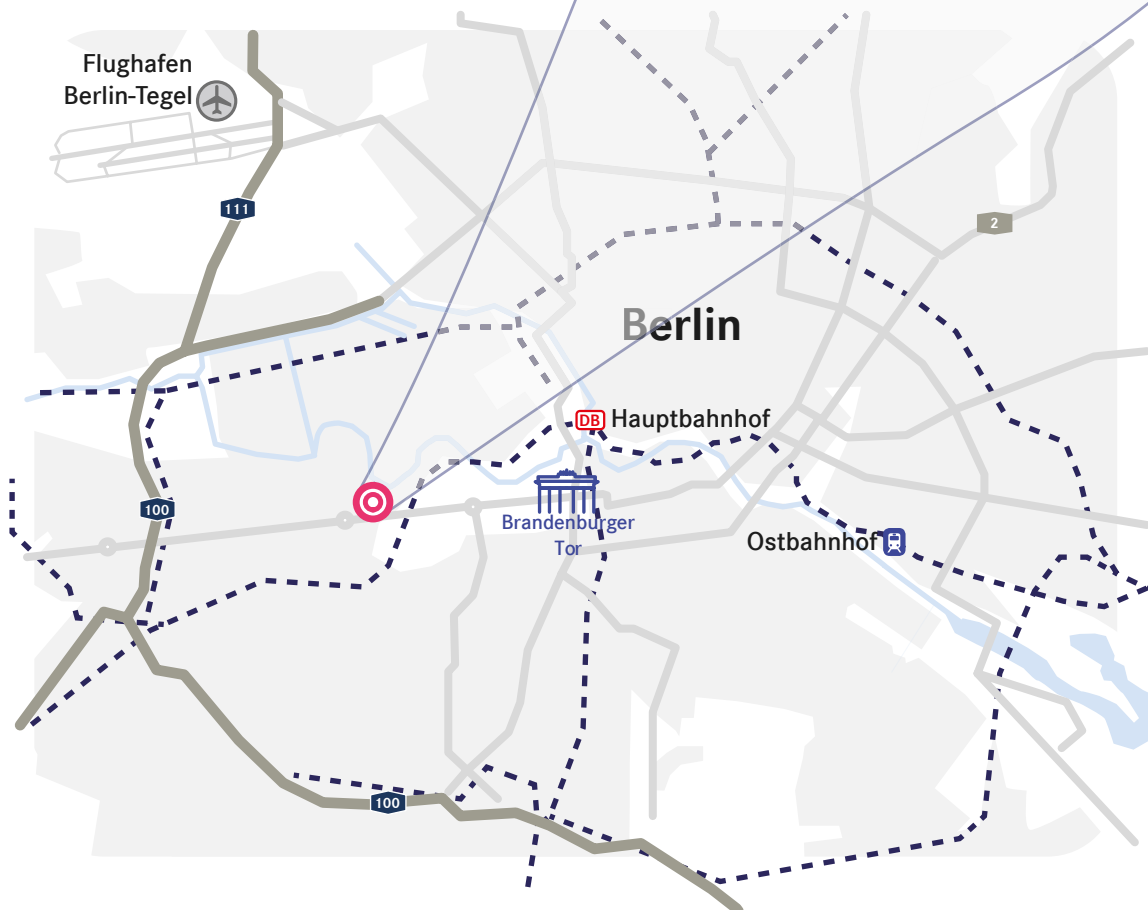 Flughafen
Berlin-Tegel
111
2
Berlin
DB Hauptbahnhof
100
Brandenburger
Tor
Ostbahnhof
100